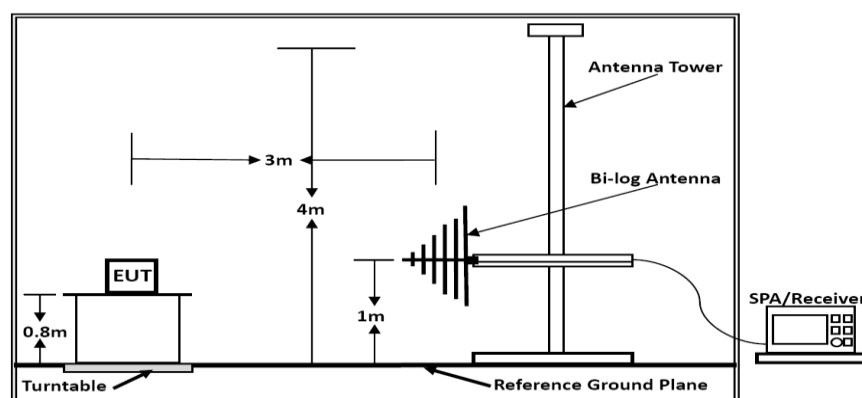 Antenna Tower
3m
Bi-log Antenna
4m
EUT
SPA/Receiver
0.8m
1m
Turntable
Reference Ground Plane